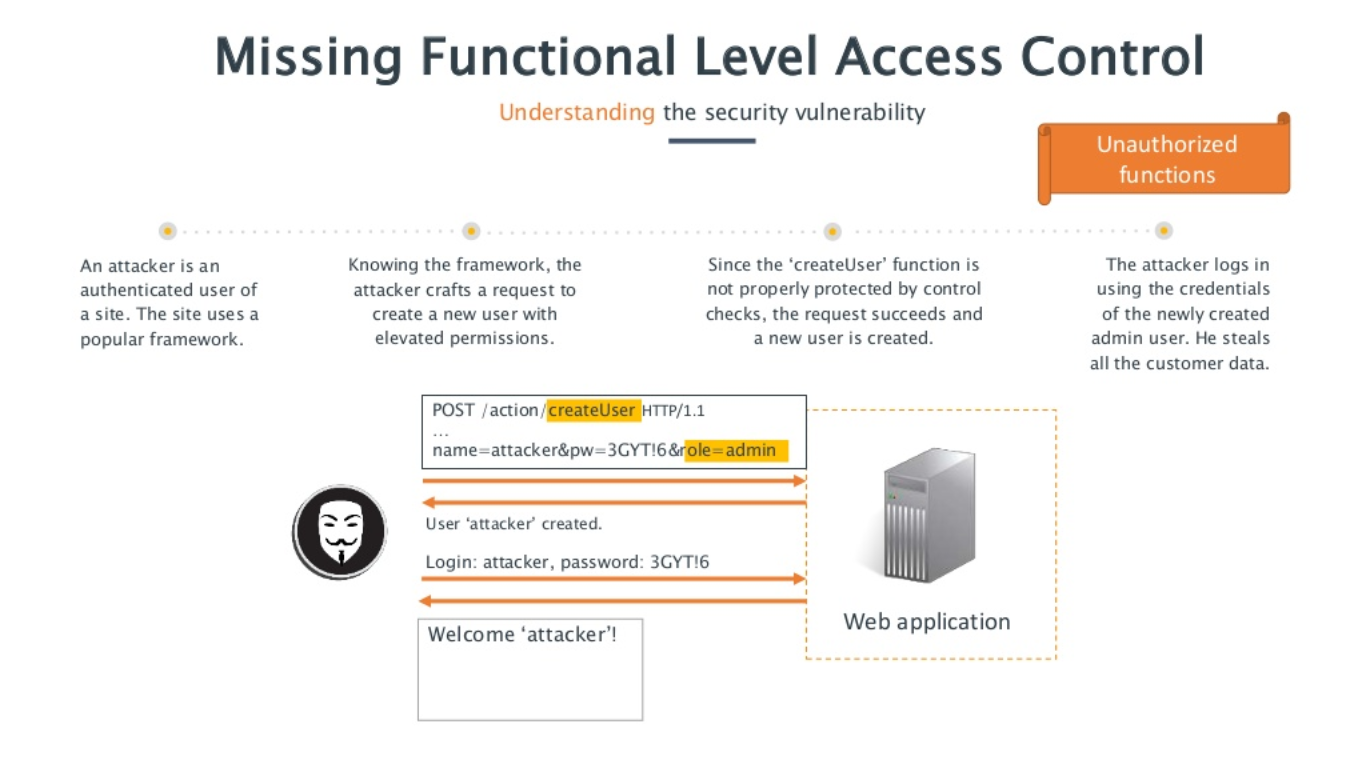 Missing Functional Level Access Control
Understanding the security vulnerability
Unauthorized
functions
An attacker is an
authenticated user of
a site. The site uses a
popular framework.
Knowing the framework, the
attacker crafts a request to
create a new user with
elevated permissions.
Since the ‘createUser’ function is
not properly protected by control
checks, the request succeeds and
a new user is created.
The attacker logs in
using the credentials
of the newly created
admin user. He steals
all the customer data.
POST /action/createUser HTTP/1.1
…
name=attacker&pw=3GYT!6&role=admin
User ‘attacker’ created.
Login: attacker, password: 3GYT!6
Welcome ‘attacker’!
Web application